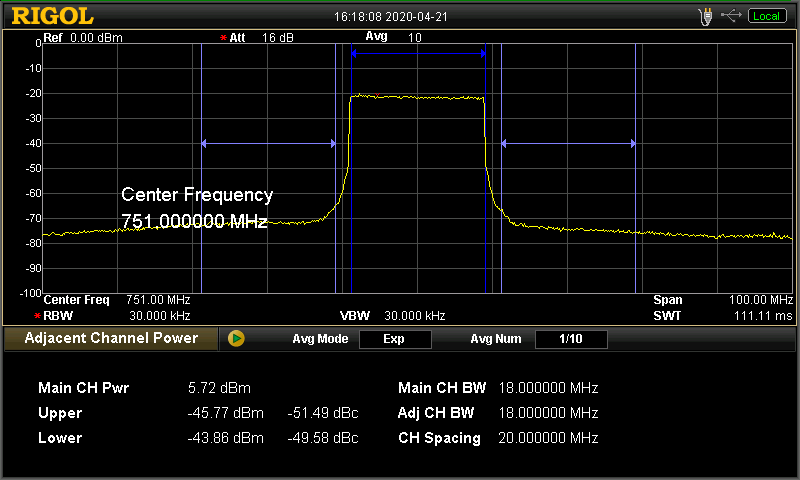 RIGOL 16:18:08 2020-04-21 Local
Ref 0.00 dBm * Att 16 dB Avg 10
0
-10
-20
-30
-40
-50
-60
-70
-80
-90
-100
Center Frequency
751.000000 MHz
Center Freq 751.00 MHz Span 100.00 MHz
* RBW 30.000 kHz VBW 30.000 kHz SWT 111.11 ms
Adjacent Channel Power Avg Mode Exp Avg Num 1/10
Main CH Pwr 5.72 dBm Main CH BW 18.000000 MHz
Upper -45.77 dBm -51.49 dBc Adj CH BW 18.000000 MHz
Lower -43.86 dBm -49.58 dBc CH Spacing 20.000000 MHz